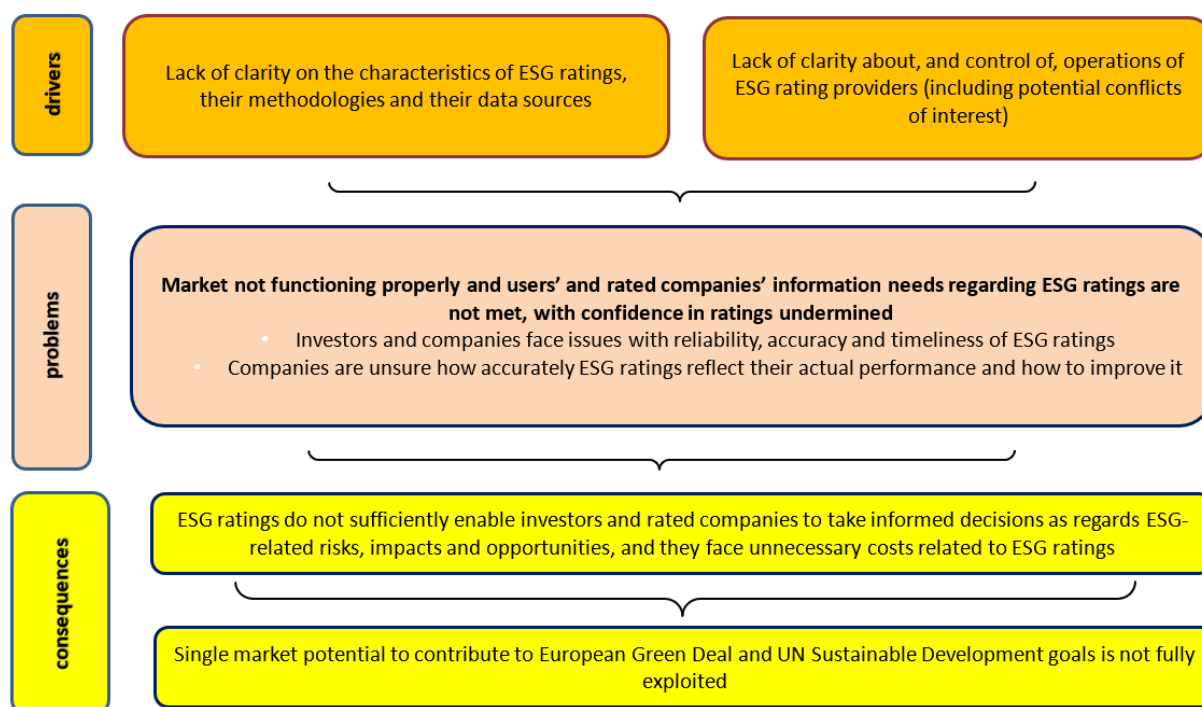 drivers
Lack of clarity on the characteristics of ESG ratings,
their methodologies and their data sources
Lack of clarity about, and control of, operations of
ESG rating providers (including potential conflicts
of interest)
problems
Market not functioning properly and users’ and rated companies’ information needs regarding ESG ratings are
not met, with confidence in ratings undermined
• Investors and companies face issues with reliability, accuracy and timeliness of ESG ratings
• Companies are unsure how accurately ESG ratings reflect their actual performance and how to improve it
consequences
ESG ratings do not sufficiently enable investors and rated companies to take informed decisions as regards ESG-
related risks, impacts and opportunities, and they face unnecessary costs related to ESG ratings
Single market potential to contribute to European Green Deal and UN Sustainable Development goals is not fully
exploited